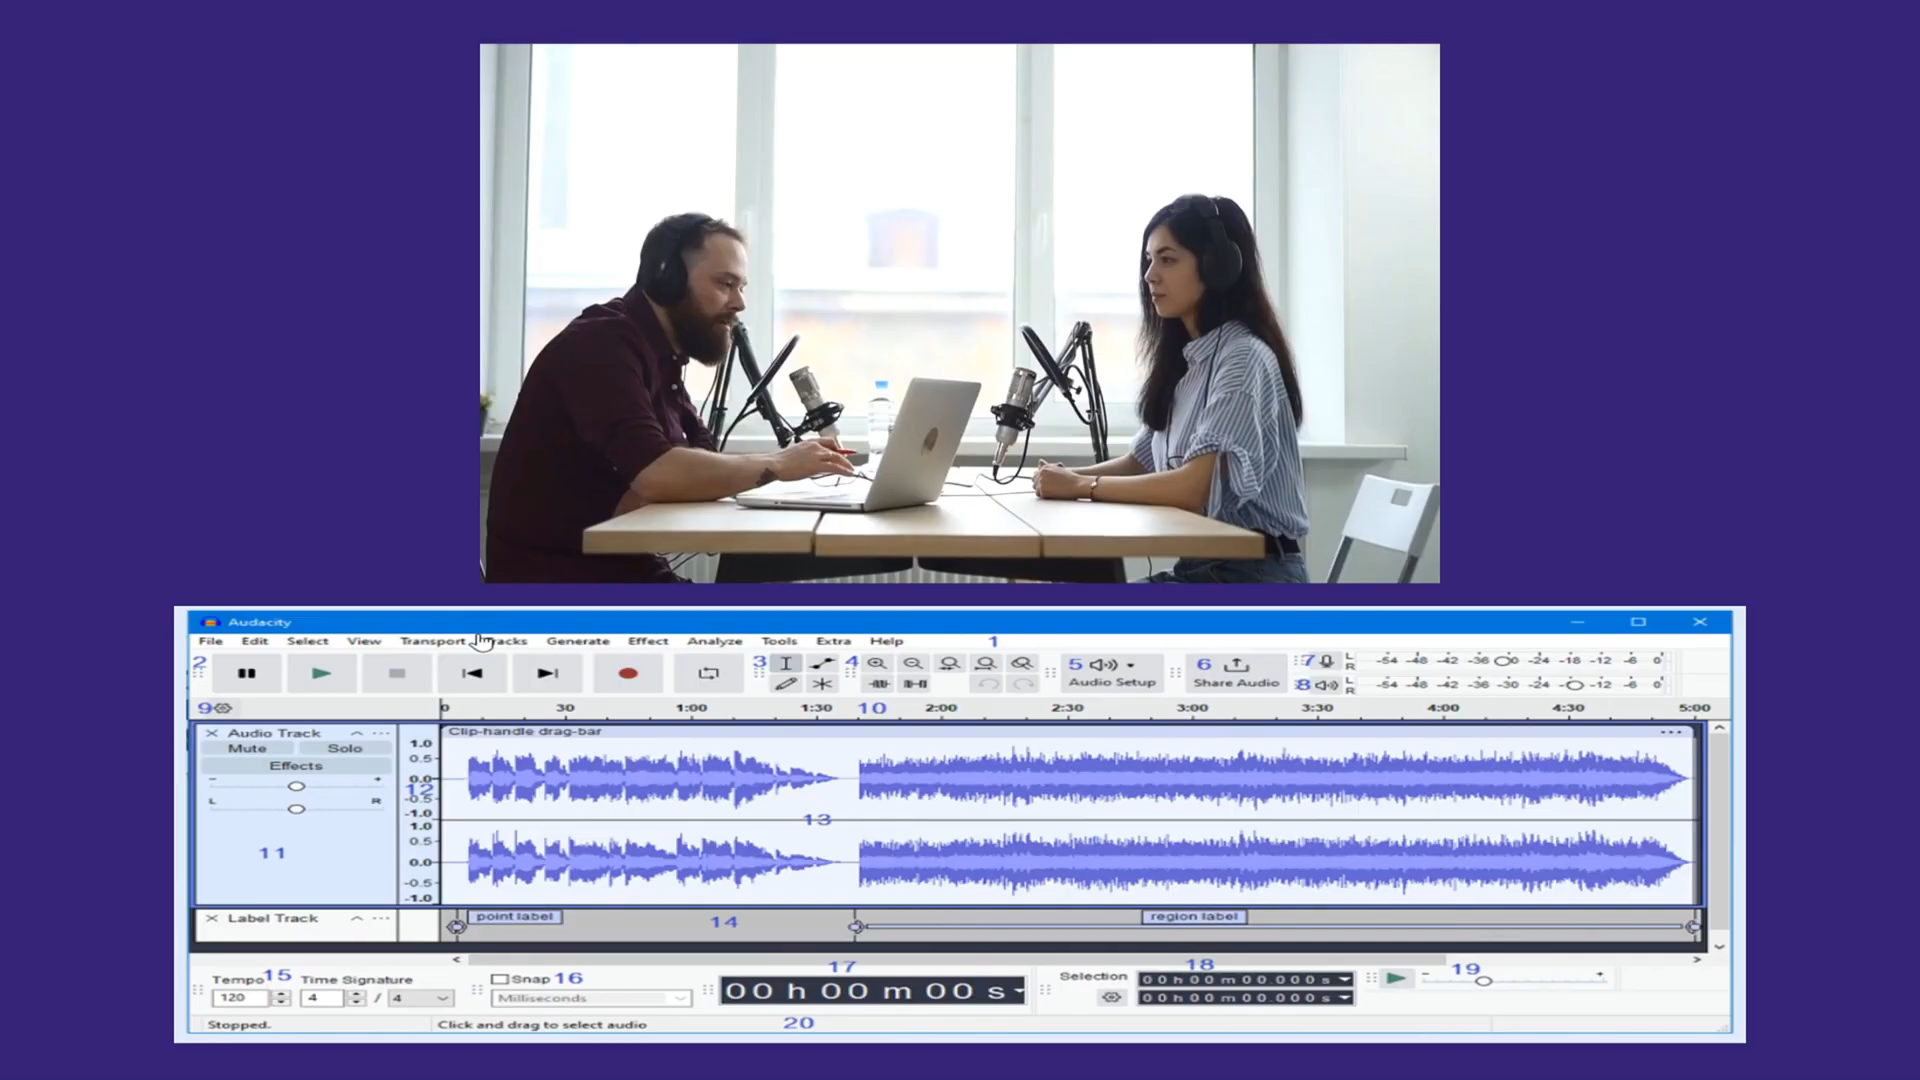 Audacity
File Edit Select View Transport Tracks Generate Effect Analyze Tools Extra Help 1
2 3 4 5 6 7 L R -54 -48 -42 -36 -24 -18 -12 -6 0
Audio Setup Share Audio 8 L R -54 -48 -42 -36 -30 -24 -12 -6 0
9 0 30 1:00 1:30 10 2:00 2:30 3:00 3:30 4:00 4:30 5:00
Audio Track Clip-handle drag-bar
Mute Solo 1.0
0.5
Effects
- + 0.0
12
L R -0.5
-1.0
13
1.0
0.5
11
0.0
-0.5
-1.0
Label Track point label 14 region label
Tempo 15 Time Signature Snap 16 17 Selection 18 19
120 4 / 4 Milliseconds 00 h 00 m 00 s 00 h 00 m 00.000 s - +
00 h 00 m 00.000 s
Stopped. Click and drag to select audio 20